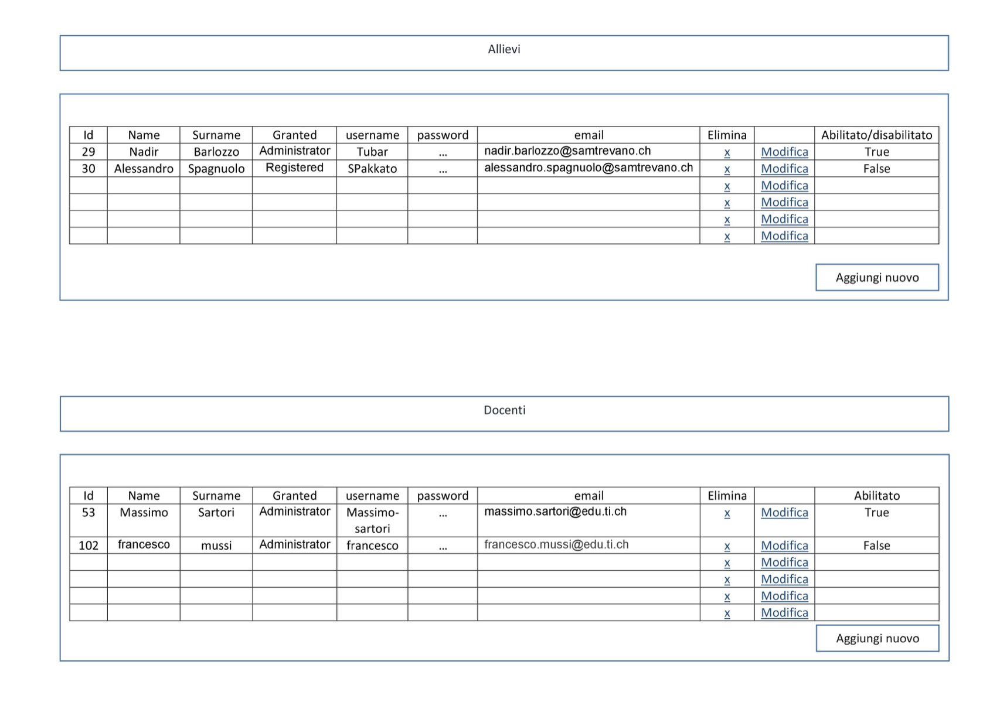 Allievi
Id Name Surname Granted username password email Elimina Abilitato/disabilitato
29 Nadir Barlozzo Administrator Tubar ... nadir.barlozzo@samtrevano.ch x Modifica True
30 Alessandro Spagnuolo Registered SPakkato ... alessandro.spagnuolo@samtrevano.ch x Modifica False
x Modifica
x Modifica
x Modifica
x Modifica
Aggiungi nuovo
Docenti
Id Name Surname Granted username password email Elimina Abilitato
53 Massimo Sartori Administrator Massimo- ... massimo.sartori@edu.ti.ch x Modifica True
sartori
102 francesco mussi Administrator francesco ... francesco.mussi@edu.ti.ch x Modifica False
x Modifica
x Modifica
x Modifica
x Modifica
Aggiungi nuovo